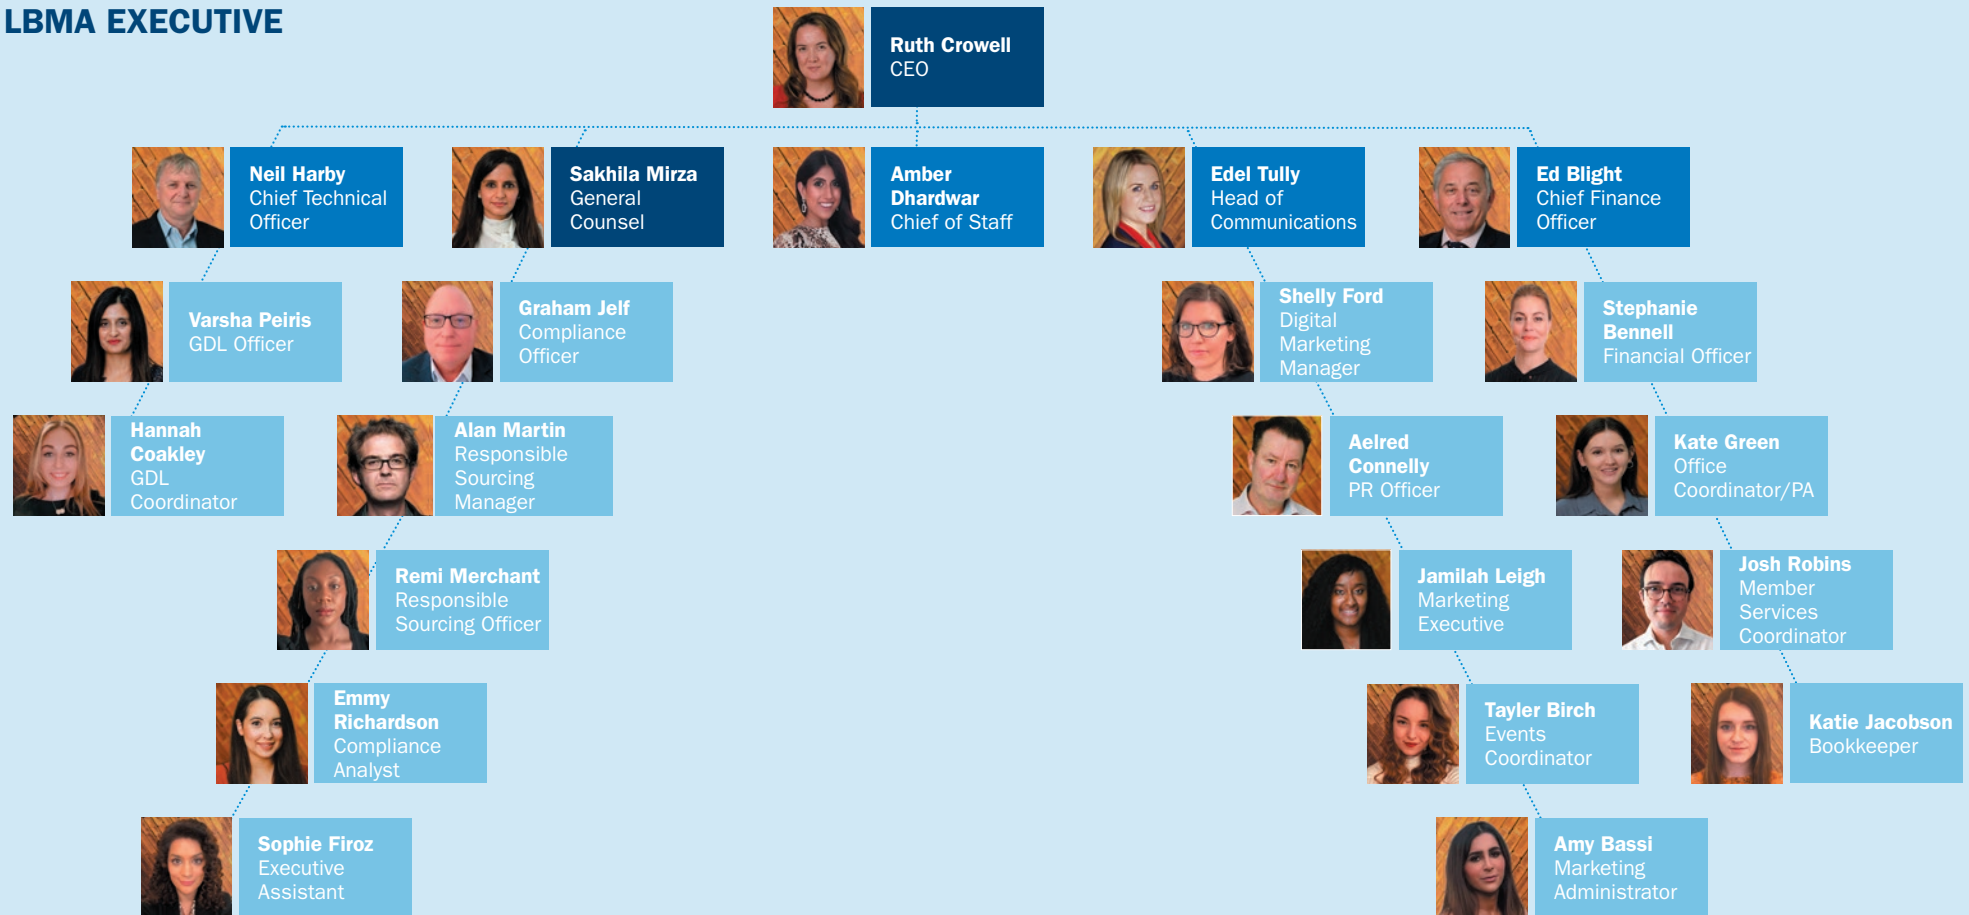 LBMA EXECUTIVE
Ruth Crowell
CEO
Neil Harby
Chief Technical
Officer
Sakhila Mirza
General
Counsel
Amber
Dhardwar
Chief of Staff
Edel Tully
Head of
Communications
Ed Blight
Chief Finance
Officer
Varsha Peiris
GDL Officer
Graham Jelf
Compliance
Officer
Shelly Ford
Digital
Marketing
Manager
Stephanie
Bennell
Financial Officer
Hannah
Coakley
GDL
Coordinator
Alan Martin
Responsible
Sourcing
Manager
Aelred
Connelly
PR Officer
Kate Green
Office
Coordinator/PA
Remi Merchant
Responsible
Sourcing Officer
Jamilah Leigh
Marketing
Executive
Josh Robins
Member
Services
Coordinator
Emmy
Richardson
Compliance
Analyst
Tayler Birch
Events
Coordinator
Katie Jacobson
Bookkeeper
Sophie Firoz
Executive
Assistant
Amy Bassi
Marketing
Administrator